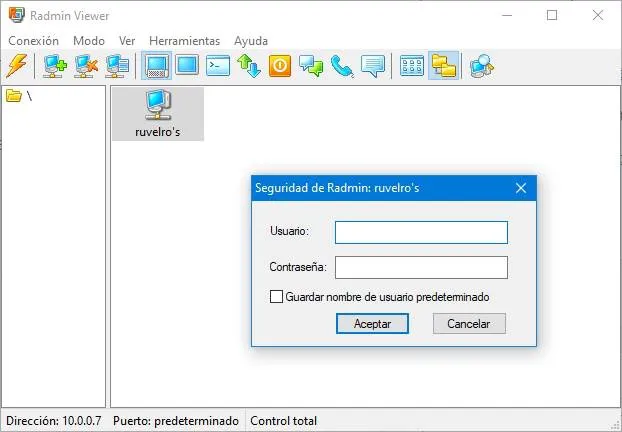 Radmin Viewer
Conexión Modo Ver Herramientas Ayuda
\
ruvelro's
Seguridad de Radmin: ruvelro's
Usuario:
Contraseña:
Guardar nombre de usuario predeterminado
Aceptar Cancelar
Dirección: 10.0.0.7 Puerto: predeterminado Control total